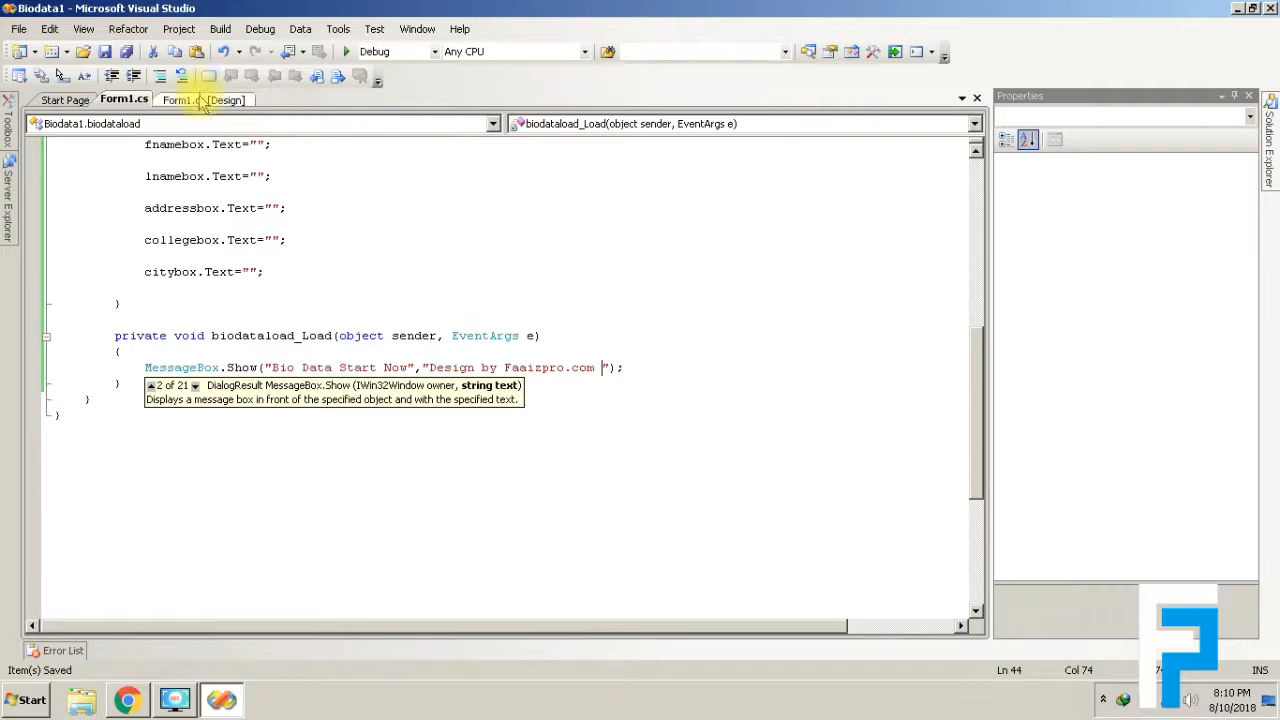 Biodata1 - Microsoft Visual Studio
File Edit View Refactor Project Build Debug Data Tools Test Window Help
Debug Any CPU
Start Page Form1.cs Form1.c [Design]
Properties
Biodata1.biodataload biodataload_Load(object sender, EventArgs e)
Toolbox
Server Explorer
Solution Explorer
fnamebox.Text="";
lnamebox.Text="";
addressbox.Text="";
collegebox.Text="";
citybox.Text="";
}
private void biodataload_Load(object sender, EventArgs e)
{
MessageBox.Show("Bio Data Start Now","Design by Faaizpro.com ");
}
2 of 21 DialogResult MessageBox.Show (IWin32Window owner, string text)
Displays a message box in front of the specified object and with the specified text.
}
}
Error List
Item(s) Saved Ln 44 Col 74 INS
Start 8:10 PM
8/10/2018